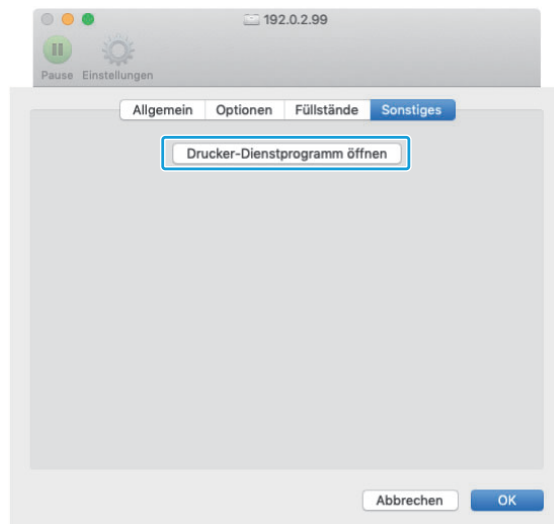 192.0.2.99
Pause Einstellungen
Allgemein Optionen Füllstände Sonstiges
Drucker-Dienstprogramm öffnen
Abbrechen OK